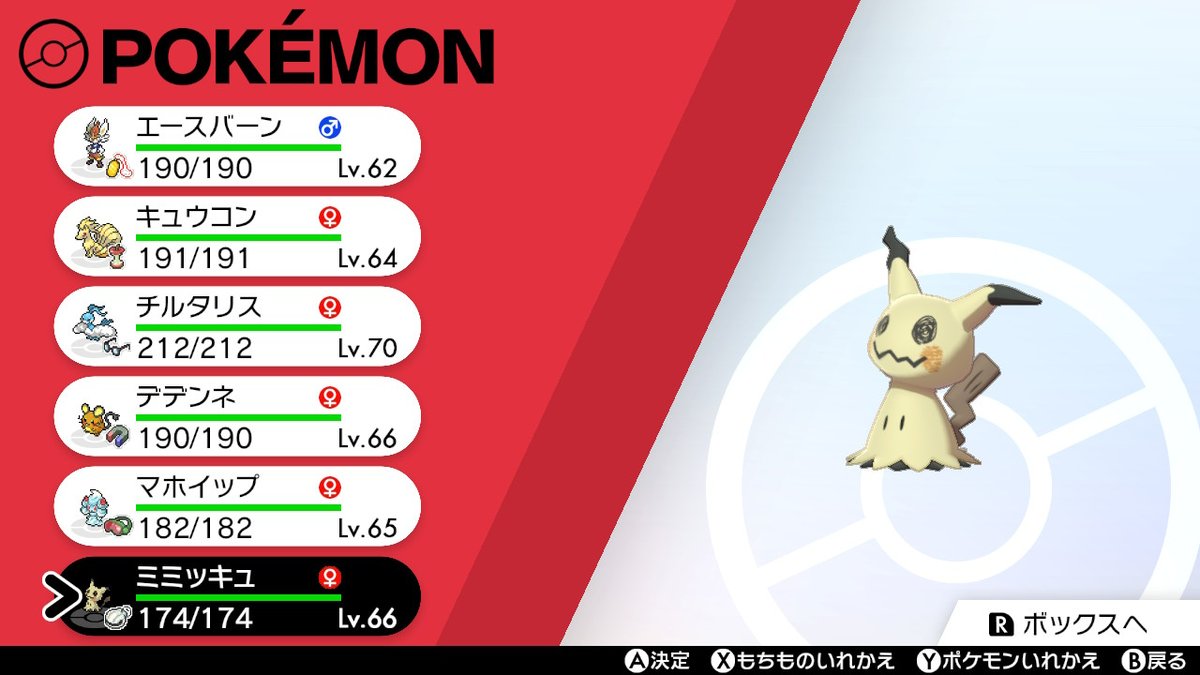 POKÉMON
エースバーン ♂
190/190 Lv.62
キュウコン ♀
191/191 Lv.64
チルタリス ♀
212/212 Lv.70
デデンネ ♀
190/190 Lv.66
マホイップ ♀
182/182 Lv.65
ミミッキュ ♀
174/174 Lv.66
R ボックスへ
A決定 Xもちものいれかえ Yポケモンいれかえ B戻る